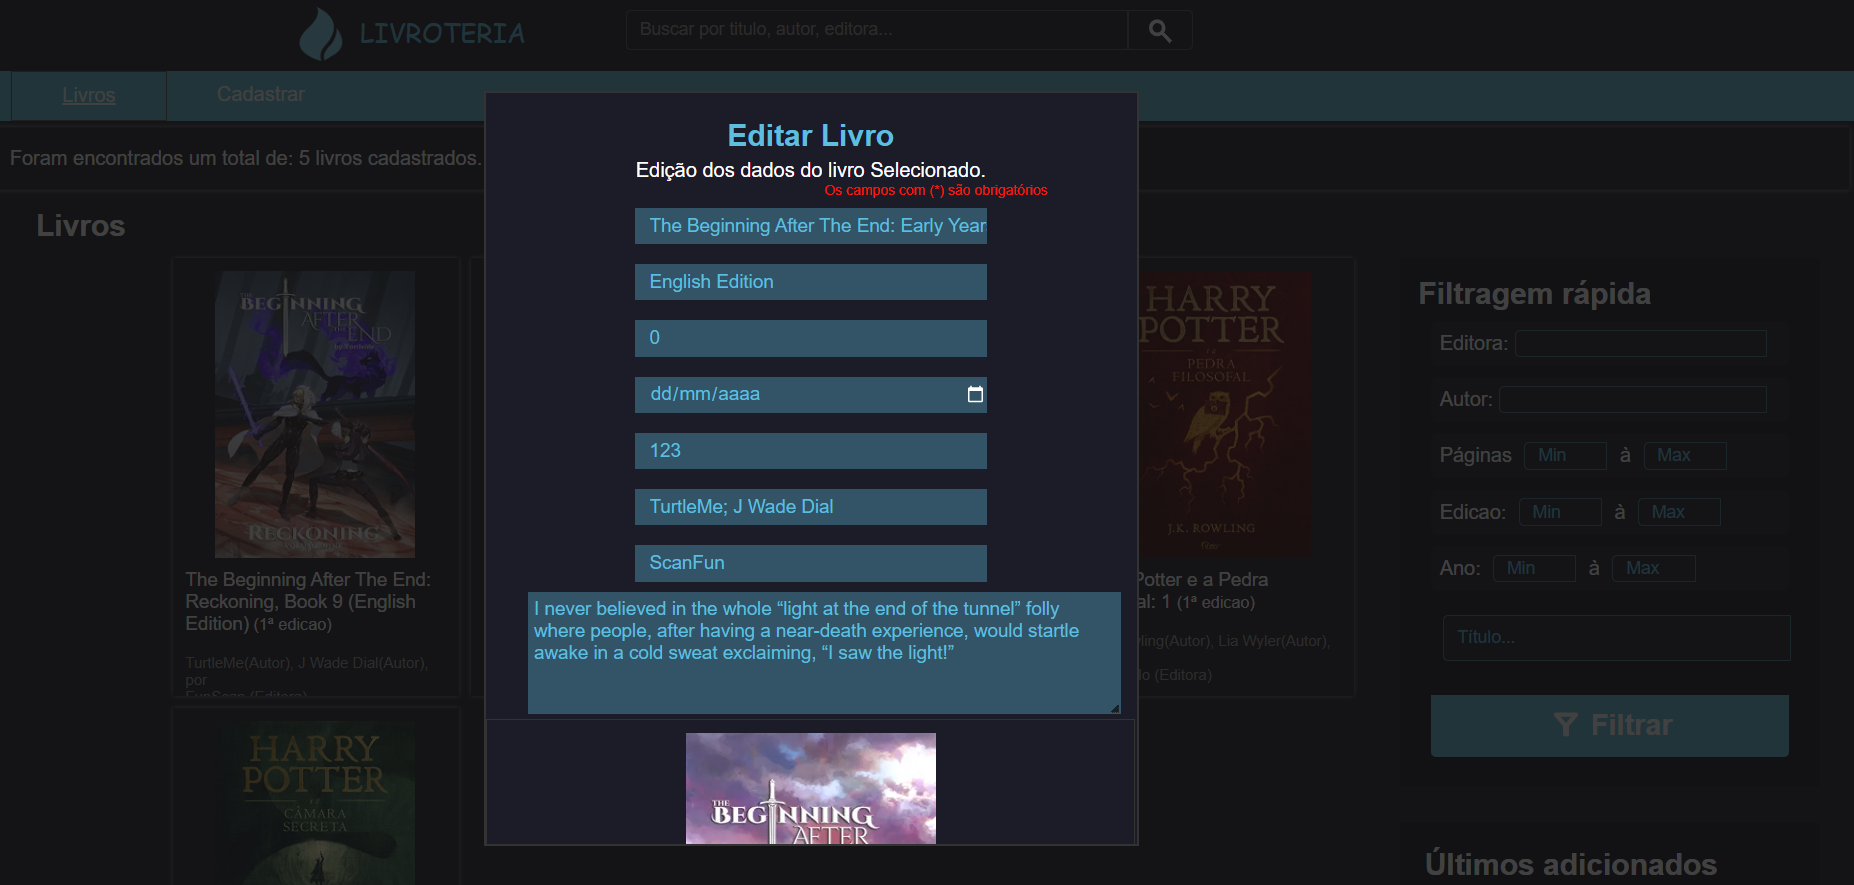 LIVROTERIA
Buscar por titulo, autor, editora...
Livros
Cadastrar
Foram encontrados um total de: 5 livros cadastrados.
Livros
THE
BEGINNING
AFTER
THE END
RECKONING
The Beginning After The End:
Reckoning, Book 9 (English
Edition) (1ª edicao)
TurtleMe(Autor), J Wade Dial(Autor),
por
FunScan (Editora)
HARRY
POTTER
CÂMARA
SECRETA
Editar Livro
Edição dos dados do livro Selecionado.
Os campos com (*) são obrigatórios
The Beginning After The End: Early Year
English Edition
0
dd/mm/aaaa
123
TurtleMe; J Wade Dial
ScanFun
I never believed in the whole “light at the end of the tunnel” folly
where people, after having a near-death experience, would startle
awake in a cold sweat exclaiming, “I saw the light!”
THE
BEGINNING
AFTER
HARRY
POTTER
PEDRA
FILOSOFAL
J.K. ROWLING
Potter e a Pedra
al: 1 (1ª edicao)
ling(Autor), Lia Wyler(Autor),
lo (Editora)
Filtragem rápida
Editora:
Autor:
Páginas Min à Max
Edicao: Min à Max
Ano: Min à Max
Título...
Filtrar
Últimos adicionados